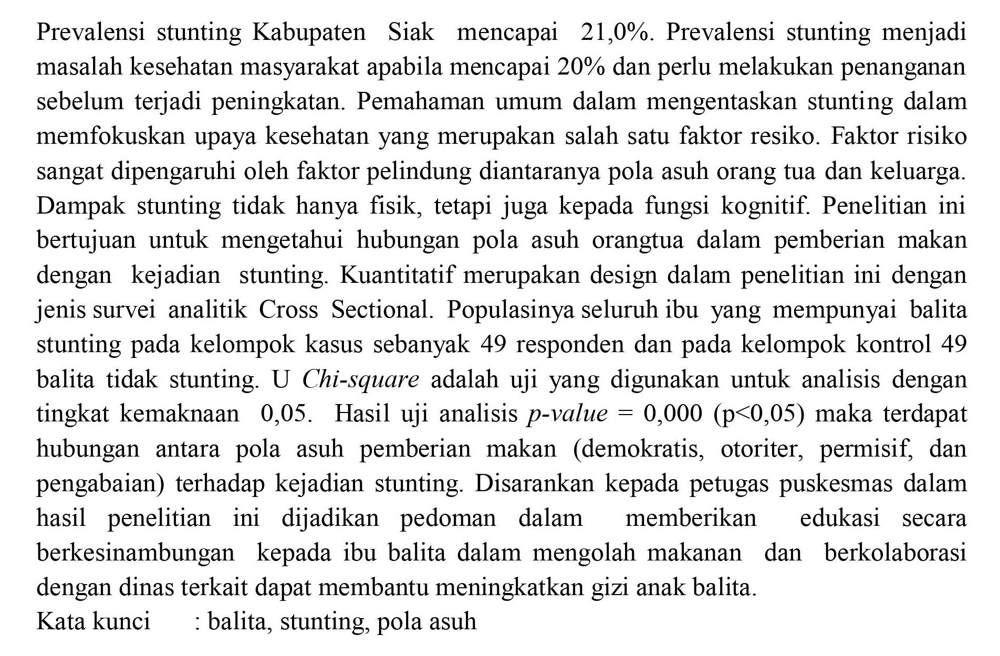 Prevalensi stunting Kabupaten Siak mencapai 21,0%. Prevalensi stunting menjadi
masalah kesehatan masyarakat apabila mencapai 20% dan perlu melakukan penanganan
sebelum terjadi peningkatan. Pemahaman umum dalam mengentaskan stunting dalam
memfokuskan upaya kesehatan yang merupakan salah satu faktor resiko. Faktor risiko
sangat dipengaruhi oleh faktor pelindung diantaranya pola asuh orang tua dan keluarga.
Dampak stunting tidak hanya fisik, tetapi juga kepada fungsi kognitif. Penelitian ini
bertujuan untuk mengetahui hubungan pola asuh orangtua dalam pemberian makan
dengan kejadian stunting. Kuantitatif merupakan design dalam penelitian ini dengan
jenis survei analitik Cross Sectional. Populasinya seluruh ibu yang mempunyai balita
stunting pada kelompok kasus sebanyak 49 responden dan pada kelompok kontrol 49
balita tidak stunting. U Chi-square adalah uji yang digunakan untuk analisis dengan
tingkat kemaknaan 0,05. Hasil uji analisis p-value = 0,000 (p<0,05) maka terdapat
hubungan antara pola asuh pemberian makan (demokratis, otoriter, permisif, dan
pengabaian) terhadap kejadian stunting. Disarankan kepada petugas puskesmas dalam
hasil penelitian ini dijadikan pedoman dalam memberikan edukasi secara
berkesinambungan kepada ibu balita dalam mengolah makanan dan berkolaborasi
dengan dinas terkait dapat membantu meningkatkan gizi anak balita.
Kata kunci : balita, stunting, pola asuh